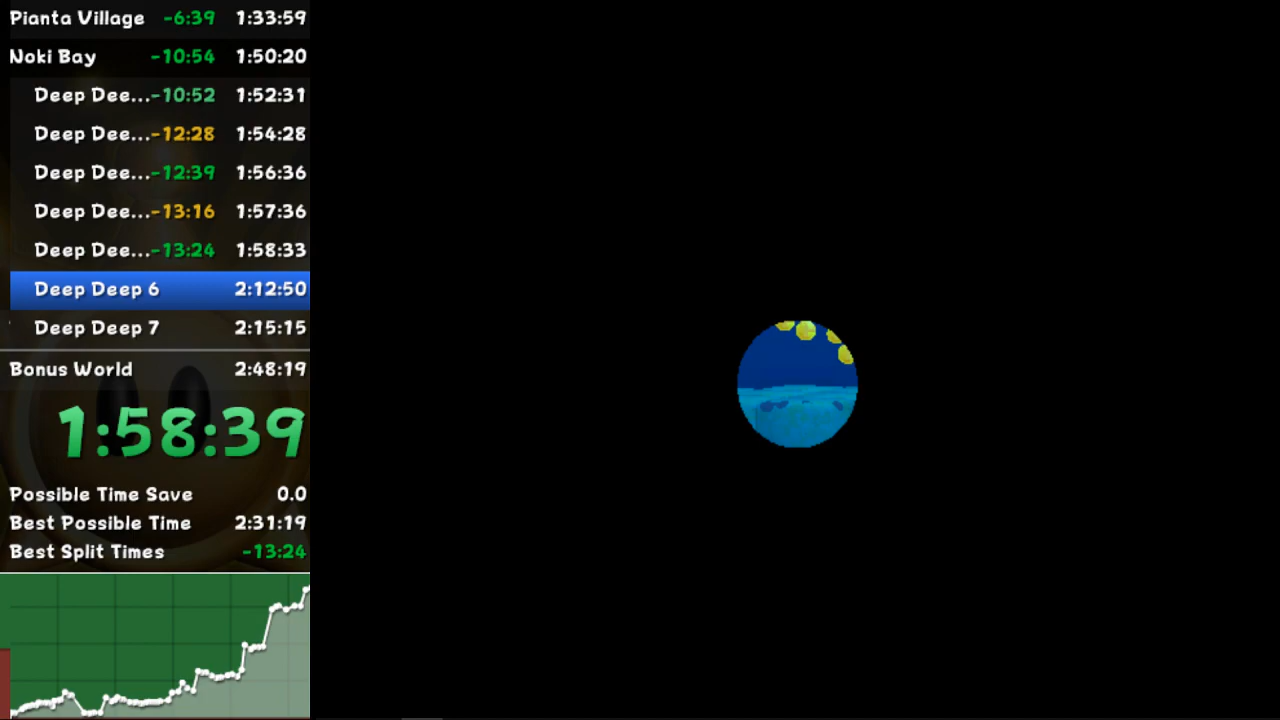 Pianta Village -6:39 1:33:59
Noki Bay -10:54 1:50:20
Deep Dee... -10:52 1:52:31
Deep Dee... -12:28 1:54:28
Deep Dee... -12:39 1:56:36
Deep Dee... -13:16 1:57:36
Deep Dee... -13:24 1:58:33
Deep Deep 6 2:12:50
Deep Deep 7 2:15:15
Bonus World 2:48:19
1:58:39
Possible Time Save 0.0
Best Possible Time 2:31:19
Best Split Times -13:24